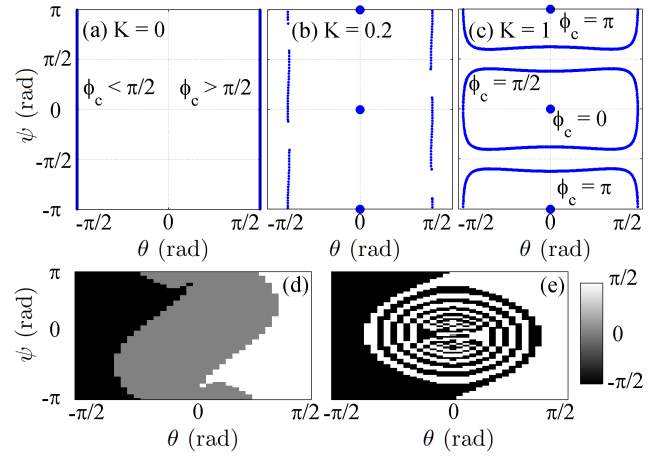 (a) K = 0
(b) K = 0.2
(c) K = 1
ϕc = π
ϕc < π/2
ϕc > π/2
ϕc = π/2
ϕc = 0
ϕc = π
π
π/2
0
-π/2
-π
ψ (rad)
-π/2 0 π/2
-π/2 0 π/2
-π/2 0 π/2
θ (rad)
θ (rad)
θ (rad)
(d)
(e)
π
0
-π
ψ (rad)
-π/2 0 π/2
-π/2 0 π/2
θ (rad)
θ (rad)
π/2
0
-π/2